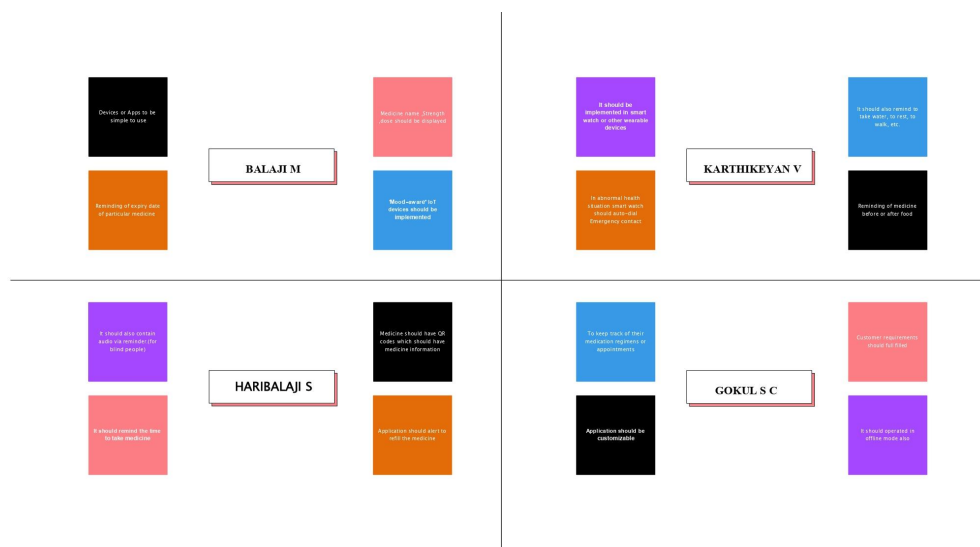 Devices or Apps to be
simple to use
Medicine name ,Strength
,dose should be displayed
BALAJI M
Reminding of expiry date
of particular medicine
"Mood-award" IoT
devices should be
implemented
It should be
implemented in smart
watch or other wearable
devices
It should also remind to
take water, to rest, to
walk, etc.
KARTHIKEYAN V
In abnormal health
situation smart watch
should auto-dial
Emergency contact
Reminding of medicine
before or after food
It should also contain
audio via reminder(for
blind people)
Medicine should have QR
codes which should have
medicine information
HARIBALAJI S
It should remind the time
to take medicine
Application should alert to
refill the medicine
To keep track of their
medication regimens or
appointments
Customer requirements
should ful filled
GOKUL S C
Application should be
customizable
It should operated in
offline mode also